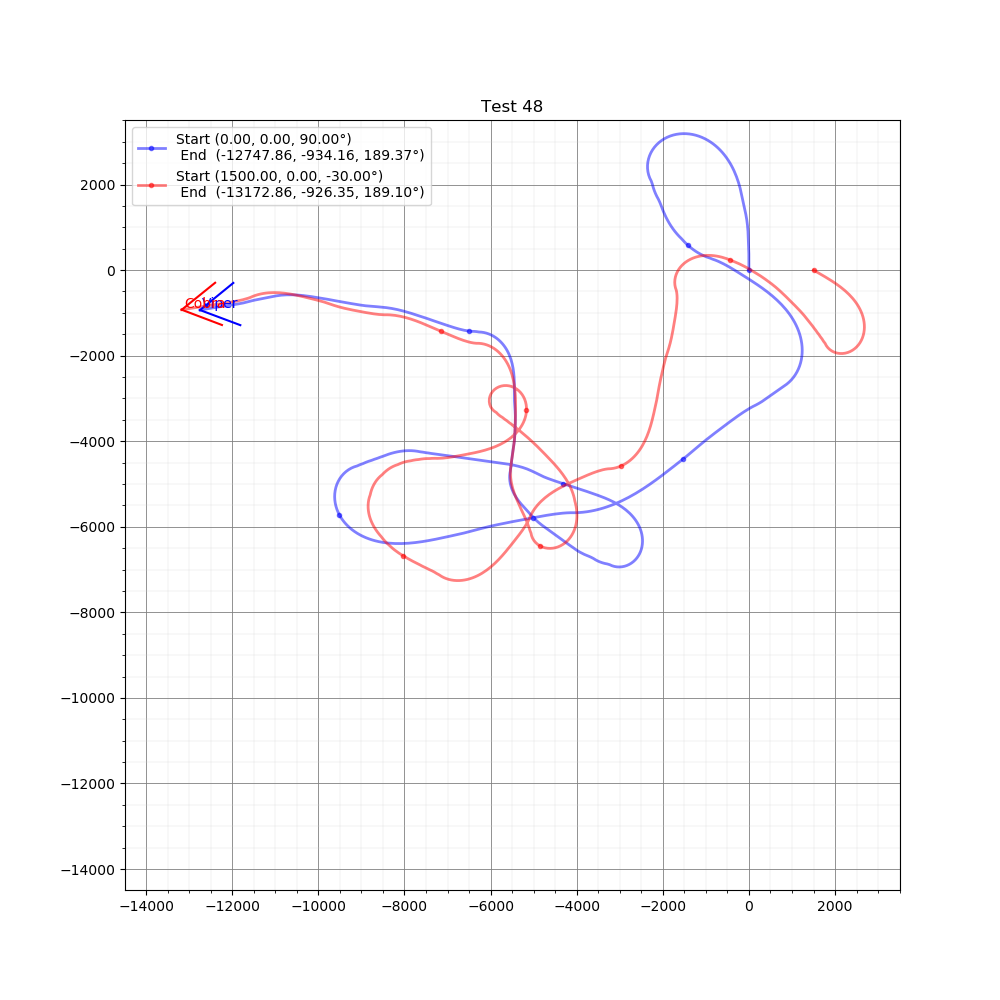 Test 48
Start (0.00, 0.00, 90.00°)
End (-12747.86, -934.16, 189.37°)
Start (1500.00, 0.00, -30.00°)
End (-13172.86, -926.35, 189.10°)
2000
0
−2000
−4000
−6000
−8000
−10000
−12000
−14000
−14000 −12000 −10000 −8000 −6000 −4000 −2000 0 2000